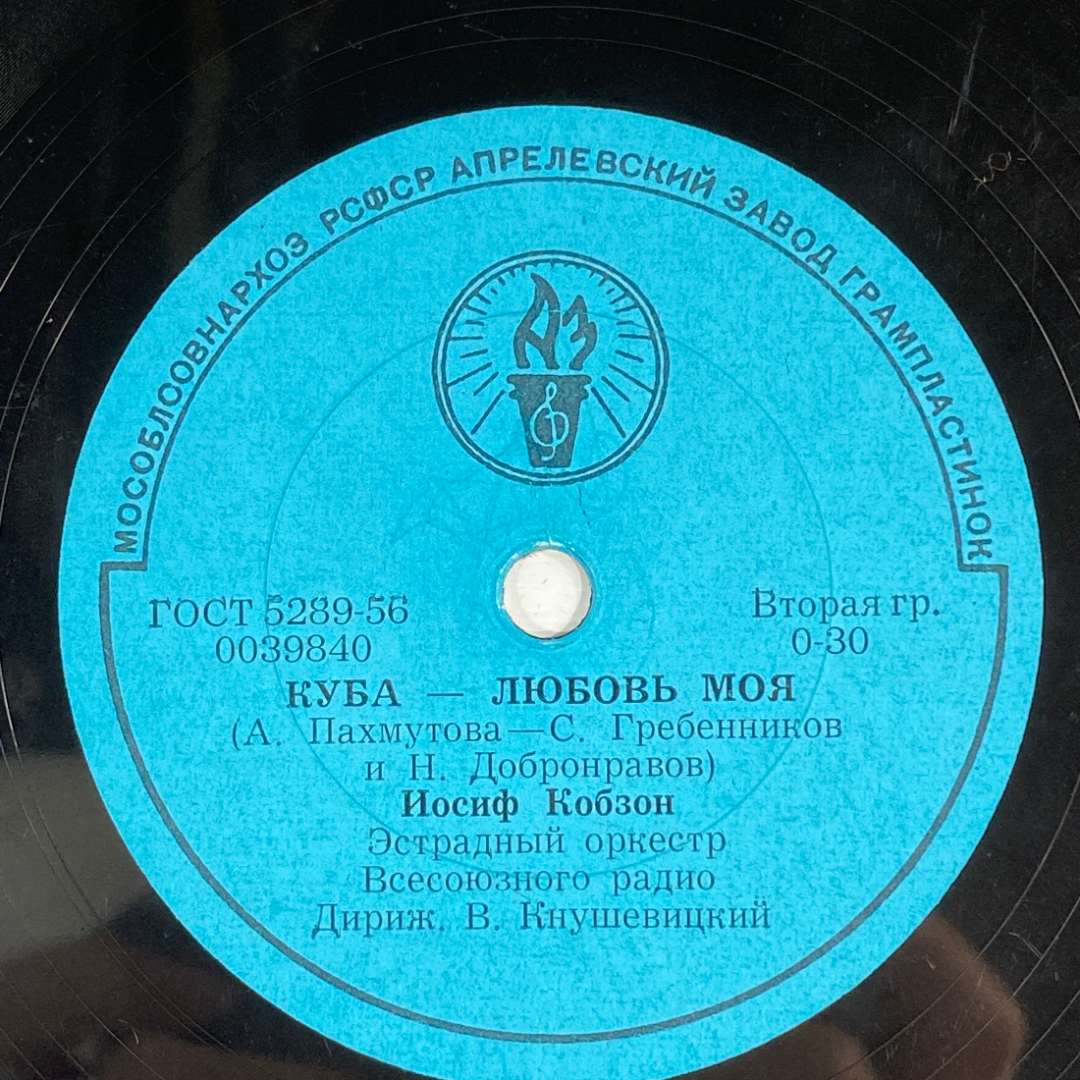 МОСОБЛСОВНАРХОЗ РСФСР АПРЕЛЕВСКИЙ ЗАВОД ГРАМПЛАСТИНОК
АЗ
ГОСТ 5289-56
0039840
Вторая гр.
0-30
КУБА — ЛЮБОВЬ МОЯ
(А. Пахмутова — С. Гребенников
и Н. Добронравов)
Иосиф Кобзон
Эстрадный оркестр
Всесоюзного радио
Дириж. В. Кнушевицкий